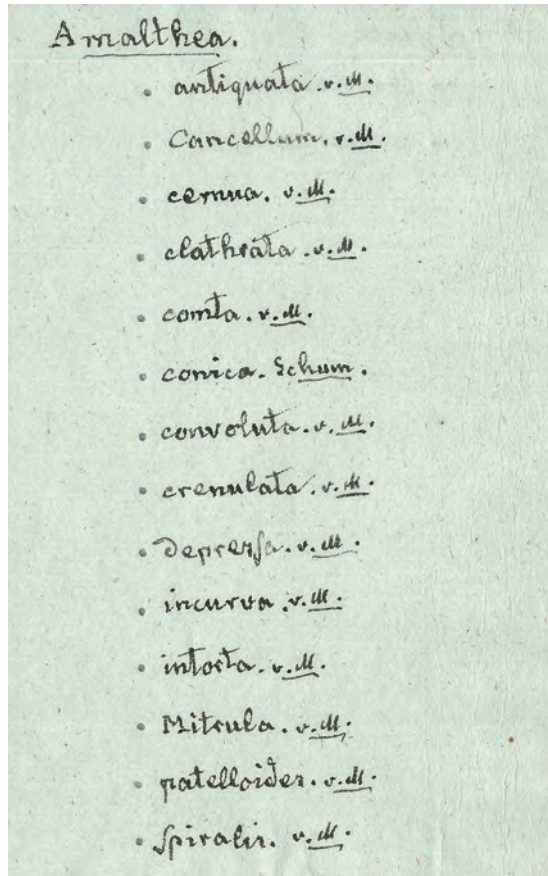 Amalthea.
antiquata. v. M.
Cancellum. v. M.
cernua. v. M.
clathrata. v. M.
comta. v. M.
conica. Schum.
convoluta. v. M.
crenulata. v. M.
depreſsa. v. M.
incurva. v. M.
intorta. v. M.
Mitrula. v. M.
patelloides. v. M.
ſpiralis. v. M.